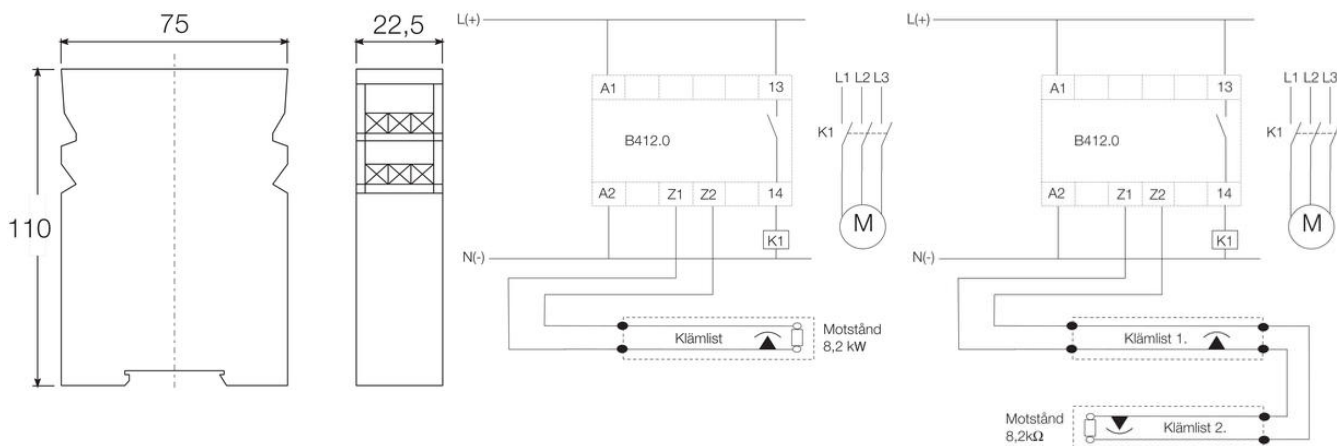 75
22,5
110
L(+)
A1
13
B412.0
A2
Z1
Z2
14
K1
N(-)
L1 L2 L3
K1
M
Klämlist
Motstånd
8,2 kW
L(+)
A1
13
B412.0
A2
Z1
Z2
14
K1
N(-)
L1 L2 L3
K1
M
Klämlist 1.
Motstånd
8,2kΩ
Klämlist 2.